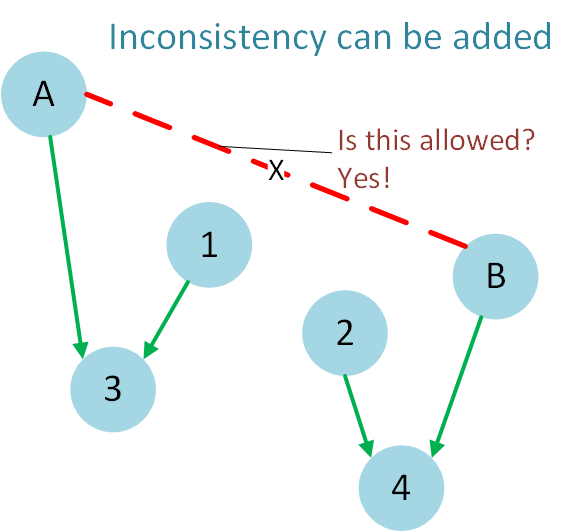 Inconsistency can be added
A
Is this allowed?
Yes!
X
1
B
2
3
4